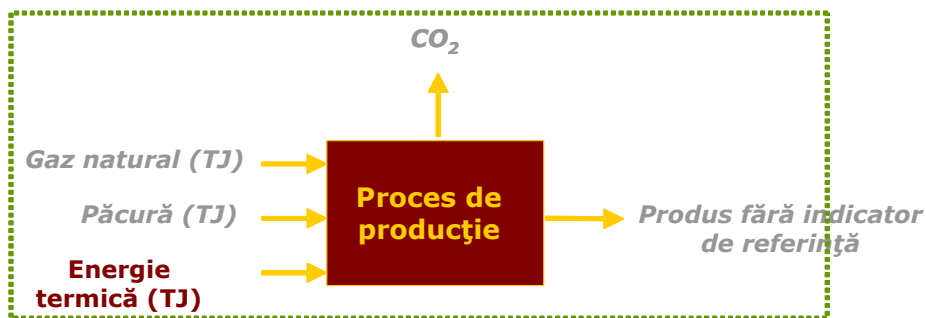 CO2
Gaz natural (TJ)
Păcură (TJ)
Energie
termică (TJ)
Proces de
producţie
Produs fără indicator
de referinţă